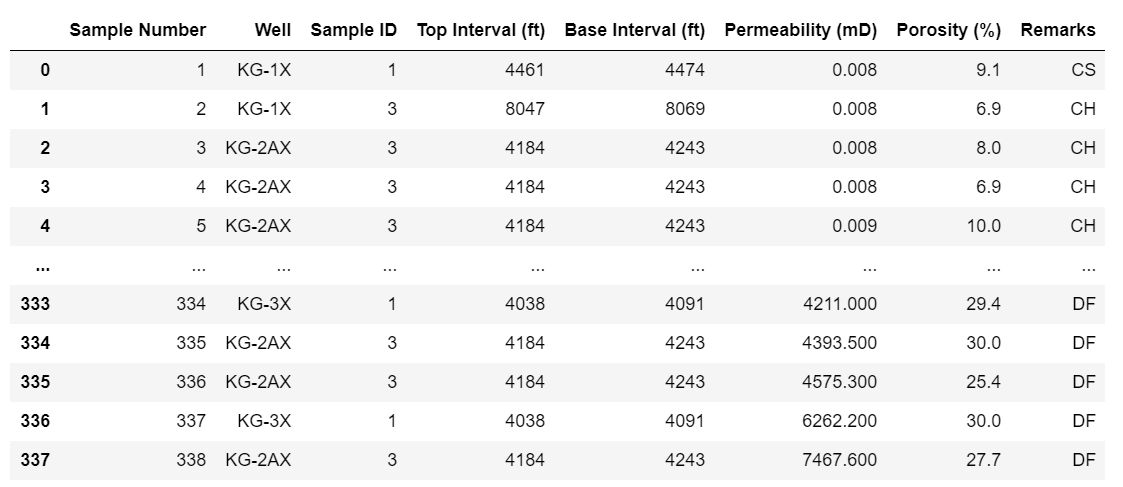 Sample Number Well Sample ID Top Interval (ft) Base Interval (ft) Permeability (mD) Porosity (%) Remarks
0 1 KG-1X 1 4461 4474 0.008 9.1 CS
1 2 KG-1X 3 8047 8069 0.008 6.9 CH
2 3 KG-2AX 3 4184 4243 0.008 8.0 CH
3 4 KG-2AX 3 4184 4243 0.008 6.9 CH
4 5 KG-2AX 3 4184 4243 0.009 10.0 CH
... ... ... ... ... ... ... ... ...
333 334 KG-3X 1 4038 4091 4211.000 29.4 DF
334 335 KG-2AX 3 4184 4243 4393.500 30.0 DF
335 336 KG-2AX 3 4184 4243 4575.300 25.4 DF
336 337 KG-3X 1 4038 4091 6262.200 30.0 DF
337 338 KG-2AX 3 4184 4243 7467.600 27.7 DF